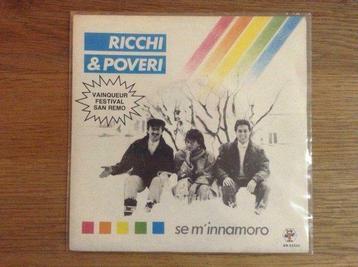 RICCHI
& POVERI
VAINQUEUR
FESTIVAL
SAN REMO
se m'innamoro